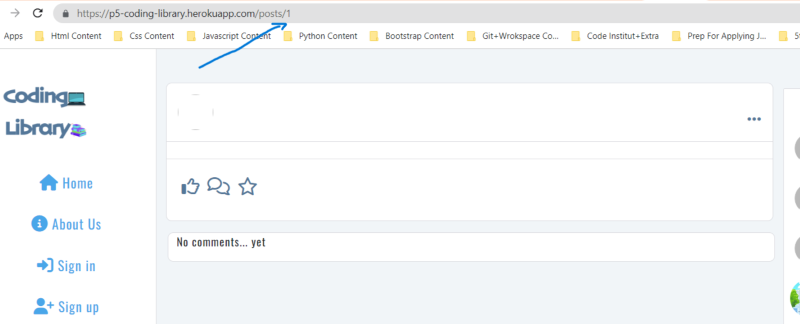 https://p5-coding-library.herokuapp.com/posts/1
Apps Html Content Css Content Javascript Content Python Content Bootstrap Content Git+Wrokspace Co... Code Institut+Extra Prep For Applying J...
Coding
Library
Home
About Us
Sign in
Sign up
No comments... yet